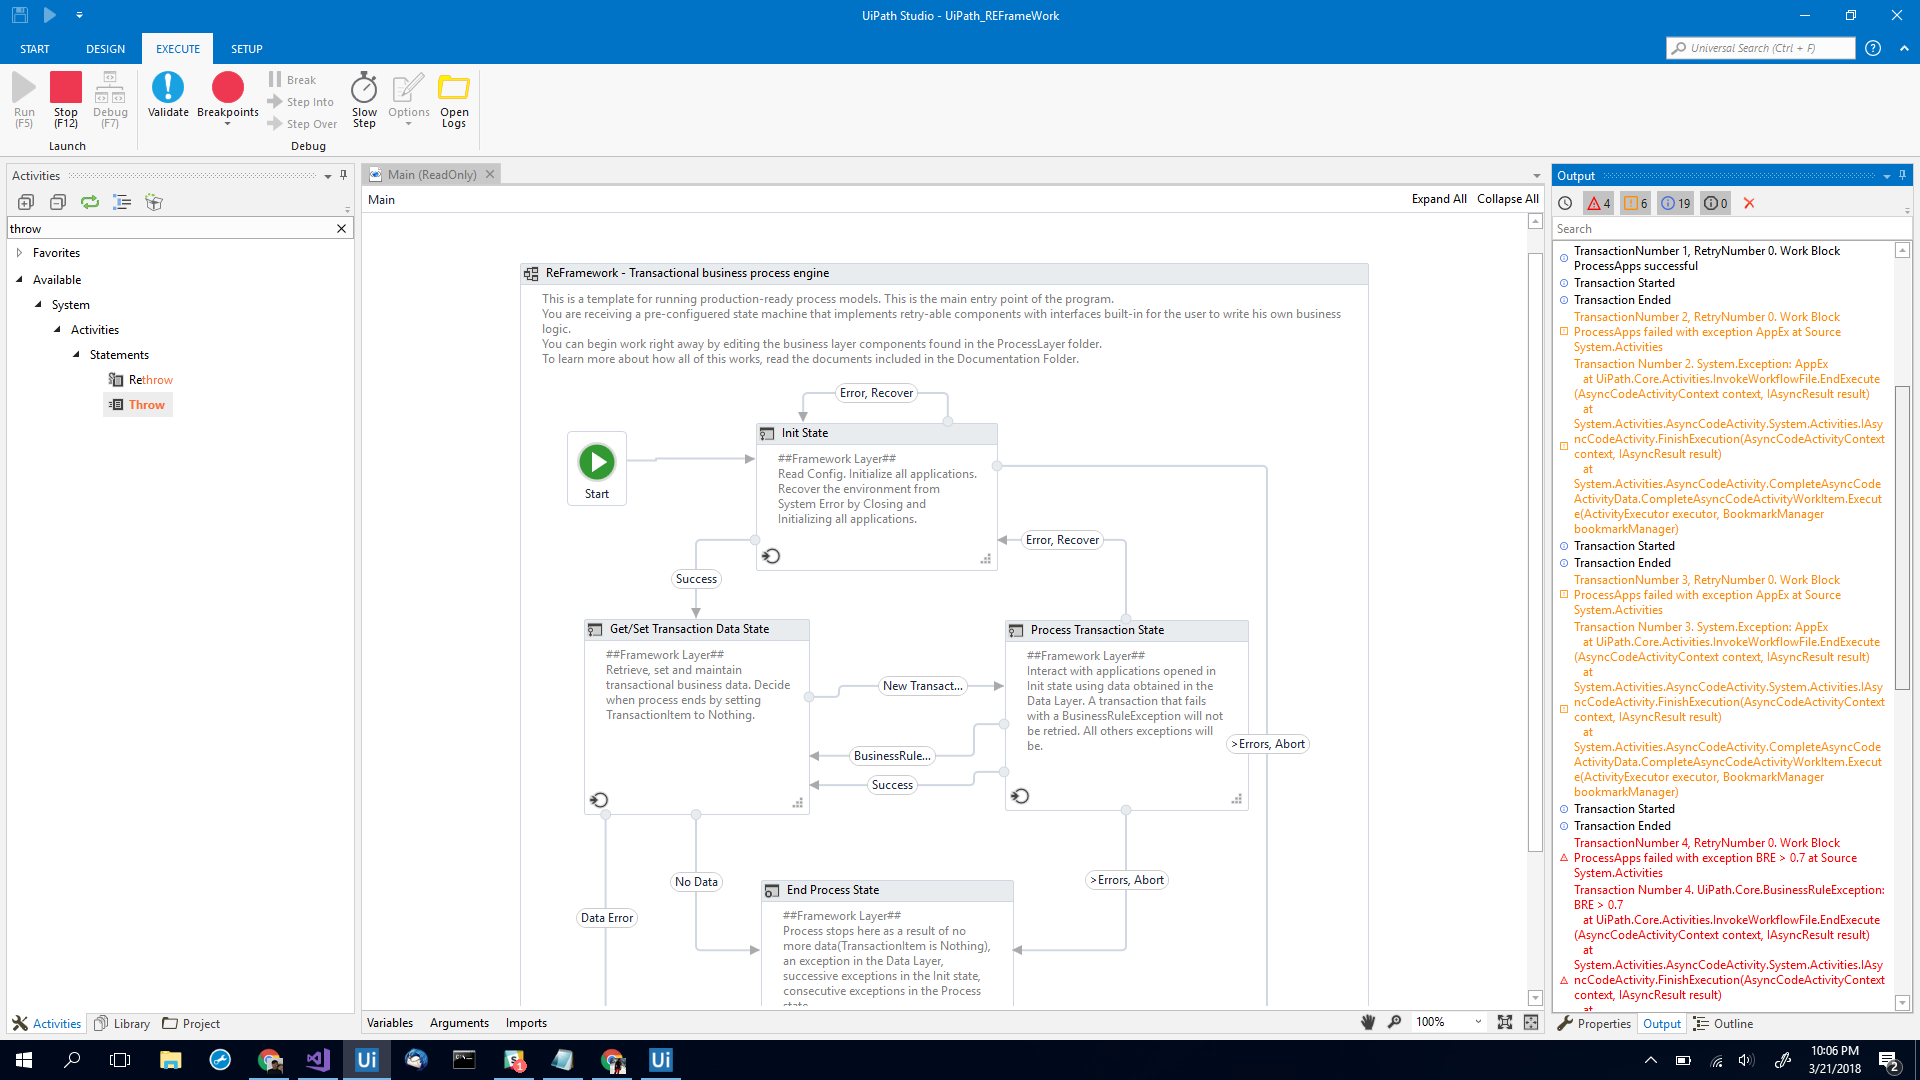 UiPath Studio - UiPath_REFrameWork
START
DESIGN
EXECUTE
SETUP
Universal Search (Ctrl + F)
Run
(F5)
Stop
(F12)
Debug
(F7)
Launch
Validate
Breakpoints
Break
Step Into
Step Over
Slow
Step
Options
Open
Logs
Debug
Activities
throw
Favorites
Available
System
Activities
Statements
Rethrow
Throw
Activities
Library
Project
Main (ReadOnly)
Main
Expand All
Collapse All
ReFramework - Transactional business process engine
This is a template for running production-ready process models. This is the main entry point of the program.
You are receiving a pre-configuered state machine that implements retry-able components with interfaces built-in for the user to write his own business
logic.
You can begin work right away by editing the business layer components found in the ProcessLayer folder.
To learn more about how all of this works, read the documents included in the Documentation Folder.
Error, Recover
Start
Init State
##Framework Layer##
Read Config. Initialize all applications.
Recover the environment from
System Error by Closing and
Initializing all applications.
Error, Recover
Success
Get/Set Transaction Data State
##Framework Layer##
Retrieve, set and maintain
transactional business data. Decide
when process ends by setting
TransactionItem to Nothing.
New Transact...
BusinessRule...
Success
Process Transaction State
##Framework Layer##
Interact with applications opened in
Init state using data obtained in the
Data Layer. A transaction that fails
with a BusinessRuleException will not
be retried. All others exceptions will
be.
>Errors, Abort
No Data
>Errors, Abort
Data Error
End Process State
##Framework Layer##
Process stops here as a result of no
more data(TransactionItem is Nothing),
an exception in the Data Layer,
successive exceptions in the Init state,
consecutive exceptions in the Process
state
Variables
Arguments
Imports
100%
Output
4
6
19
0
Search
TransactionNumber 1, RetryNumber 0. Work Block
ProcessApps successful
Transaction Started
Transaction Ended
TransactionNumber 2, RetryNumber 0. Work Block
ProcessApps failed with exception AppEx at Source
System.Activities
Transaction Number 2. System.Exception: AppEx
at UiPath.Core.Activities.InvokeWorkflowFile.EndExecute
(AsyncCodeActivityContext context, IAsyncResult result)
at
System.Activities.AsyncCodeActivity.System.Activities.IAsy
ncCodeActivity.FinishExecution(AsyncCodeActivityContext
context, IAsyncResult result)
at
System.Activities.AsyncCodeActivity.CompleteAsyncCode
ActivityData.CompleteAsyncCodeActivityWorkItem.Execut
e(ActivityExecutor executor, BookmarkManager
bookmarkManager)
Transaction Started
Transaction Ended
TransactionNumber 3, RetryNumber 0. Work Block
ProcessApps failed with exception AppEx at Source
System.Activities
Transaction Number 3. System.Exception: AppEx
at UiPath.Core.Activities.InvokeWorkflowFile.EndExecute
(AsyncCodeActivityContext context, IAsyncResult result)
at
System.Activities.AsyncCodeActivity.System.Activities.IAsy
ncCodeActivity.FinishExecution(AsyncCodeActivityContext
context, IAsyncResult result)
at
System.Activities.AsyncCodeActivity.CompleteAsyncCode
ActivityData.CompleteAsyncCodeActivityWorkItem.Execut
e(ActivityExecutor executor, BookmarkManager
bookmarkManager)
Transaction Started
Transaction Ended
TransactionNumber 4, RetryNumber 0. Work Block
ProcessApps failed with exception BRE > 0.7 at Source
System.Activities
Transaction Number 4. UiPath.Core.BusinessRuleException:
BRE > 0.7
at UiPath.Core.Activities.InvokeWorkflowFile.EndExecute
(AsyncCodeActivityContext context, IAsyncResult result)
at
System.Activities.AsyncCodeActivity.System.Activities.IAsy
ncCodeActivity.FinishExecution(AsyncCodeActivityContext
context, IAsyncResult result)
at
Properties
Output
Outline
Ui
1
Ui
10:06 PM
3/21/2018
2